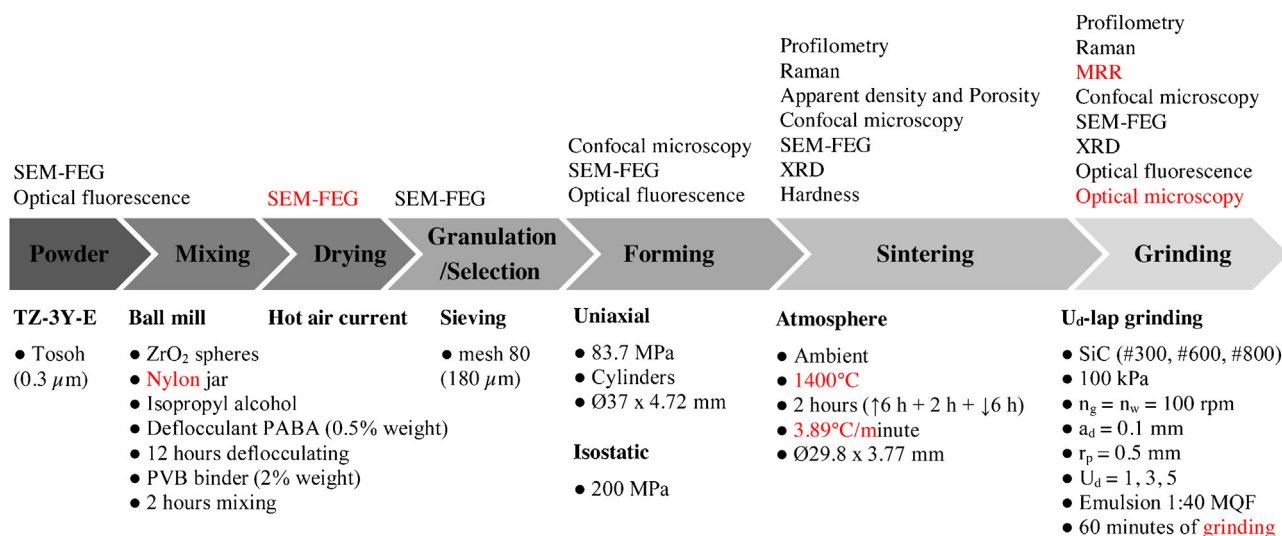 SEM-FEG
Optical fluorescence
SEM-FEG
SEM-FEG
Confocal microscopy
SEM-FEG
Optical fluorescence
Profilometry
Raman
Apparent density and Porosity
Confocal microscopy
SEM-FEG
XRD
Hardness
Profilometry
Raman
MRR
Confocal microscopy
SEM-FEG
XRD
Optical fluorescence
Optical microscopy
Powder
Mixing
Drying
Granulation
/Selection
Forming
Sintering
Grinding
TZ-3Y-E
● Tosoh
(0.3 µm)
Ball mill
● ZrO₂ spheres
● Nylon jar
● Isopropyl alcohol
● Deflocculant PABA (0.5% weight)
● 12 hours deflocculating
● PVB binder (2% weight)
● 2 hours mixing
Hot air current
Sieving
● mesh 80
(180 µm)
Uniaxial
● 83.7 MPa
● Cylinders
● Ø37 x 4.72 mm
Isostatic
● 200 MPa
Atmosphere
● Ambient
● 1400°C
● 2 hours (↑6 h + 2 h + ↓6 h)
● 3.89°C/minute
● Ø29.8 x 3.77 mm
U_d-lap grinding
● SiC (#300, #600, #800)
● 100 kPa
● n_g = n_w = 100 rpm
● a_d = 0.1 mm
● r_p = 0.5 mm
● U_d = 1, 3, 5
● Emulsion 1:40 MQF
● 60 minutes of grinding